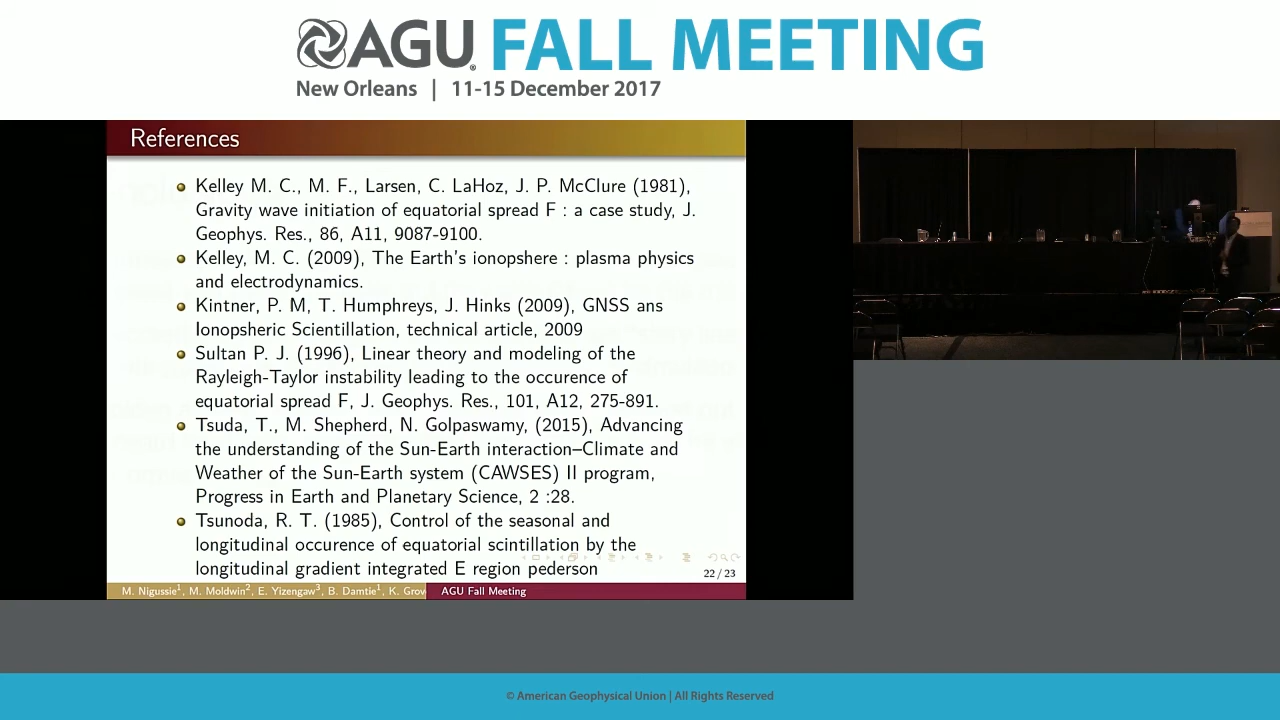 AGU FALL MEETING
New Orleans | 11-15 December 2017
References
Kelley M. C., M. F., Larsen, C. LaHoz, J. P. McClure (1981),
Gravity wave initiation of equatorial spread F : a case study, J.
Geophys. Res., 86, A11, 9087-9100.
Kelley, M. C. (2009), The Earth's ionopshere : plasma physics
and electrodynamics.
Kintner, P. M, T. Humphreys, J. Hinks (2009), GNSS ans
Ionopsheric Scientillation, technical article, 2009
Sultan P. J. (1996), Linear theory and modeling of the
Rayleigh-Taylor instability leading to the occurence of
equatorial spread F, J. Geophys. Res., 101, A12, 275-891.
Tsuda, T., M. Shepherd, N. Golpaswamy, (2015), Advancing
the understanding of the Sun-Earth interaction–Climate and
Weather of the Sun-Earth system (CAWSES) II program,
Progress in Earth and Planetary Science, 2 :28.
Tsunoda, R. T. (1985), Control of the seasonal and
longitudinal occurence of equatorial scintillation by the
longitudinal gradient integrated E region pederson
22 / 23
M. Nigussie¹, M. Moldwin², E. Yizengaw³, B. Damtie¹, K. Grov
AGU Fall Meeting
© American Geophysical Union | All Rights Reserved